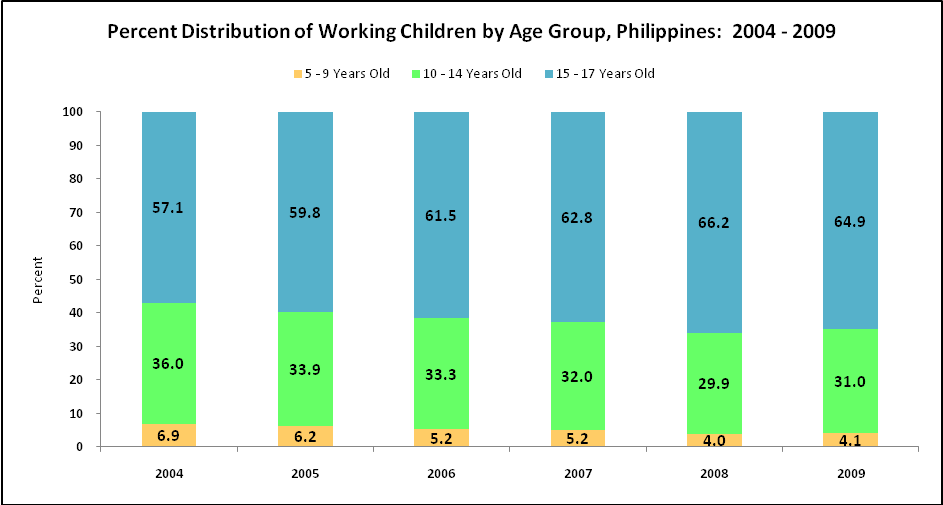 Percent Distribution of Working Children by Age Group, Philippines: 2004 - 2009
5 - 9 Years Old 10 - 14 Years Old 15 - 17 Years Old
100
90
80
70
60
50
40
30
20
10
0
Percent
57.1 59.8 61.5 62.8 66.2 64.9
36.0 33.9 33.3 32.0 29.9 31.0
6.9 6.2 5.2 5.2 4.0 4.1
2004 2005 2006 2007 2008 2009